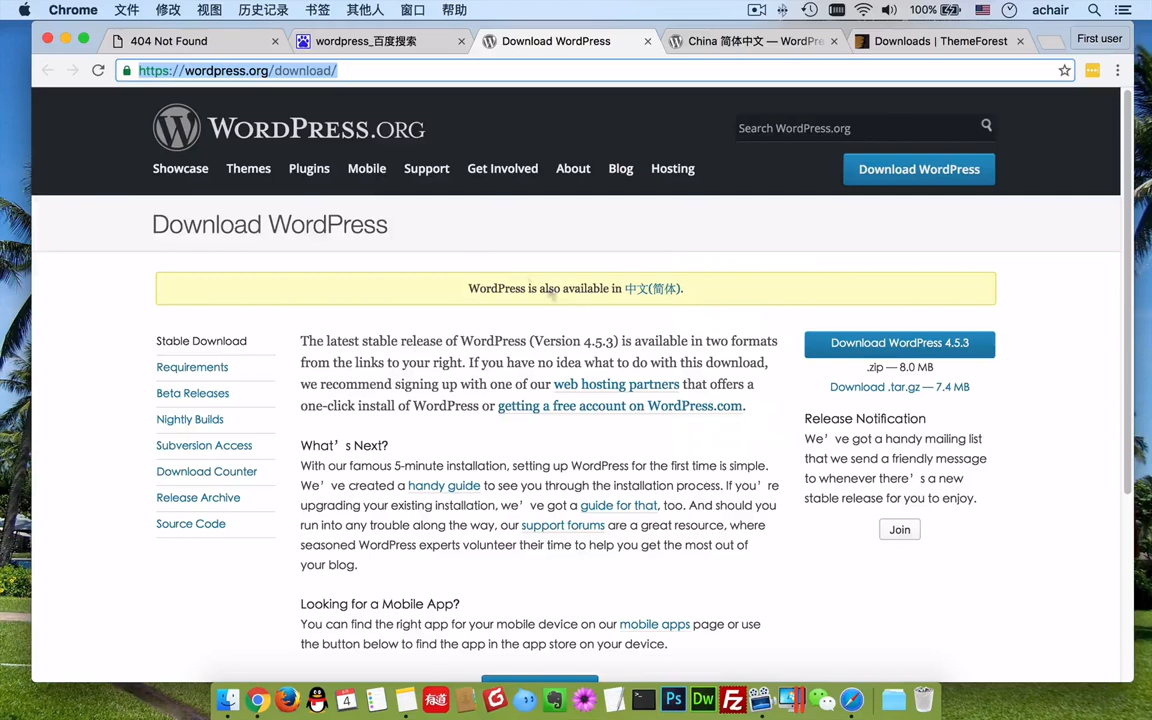 Chrome 文件 修改 视图 历史记录 书签 其他人 窗口 帮助 100% achair
404 Not Found wordpress_百度搜索 Download WordPress China 简体中文 — WordPre Downloads | ThemeForest First user
https://wordpress.org/download/
WORDPRESS.ORG
Search WordPress.org
Showcase Themes Plugins Mobile Support Get Involved About Blog Hosting
Download WordPress
Download WordPress
WordPress is also available in 中文(简体).
Stable Download
Requirements
Beta Releases
Nightly Builds
Subversion Access
Download Counter
Release Archive
Source Code
The latest stable release of WordPress (Version 4.5.3) is available in two formats
from the links to your right. If you have no idea what to do with this download,
we recommend signing up with one of our web hosting partners that offers a
one-click install of WordPress or getting a free account on WordPress.com.
What’s Next?
With our famous 5-minute installation, setting up WordPress for the first time is simple.
We’ve created a handy guide to see you through the installation process. If you’re
upgrading your existing installation, we’ve got a guide for that, too. And should you
run into any trouble along the way, our support forums are a great resource, where
seasoned WordPress experts volunteer their time to help you get the most out of
your blog.
Looking for a Mobile App?
You can find the right app for your mobile device on our mobile apps page or use
the button below to find the app in the app store on your device.
Download WordPress 4.5.3
.zip — 8.0 MB
Download .tar.gz — 7.4 MB
Release Notification
We’ve got a handy mailing list
that we send a friendly message
to whenever there’s a new
stable release for you to enjoy.
Join
4 有道 Ps Dw Fz